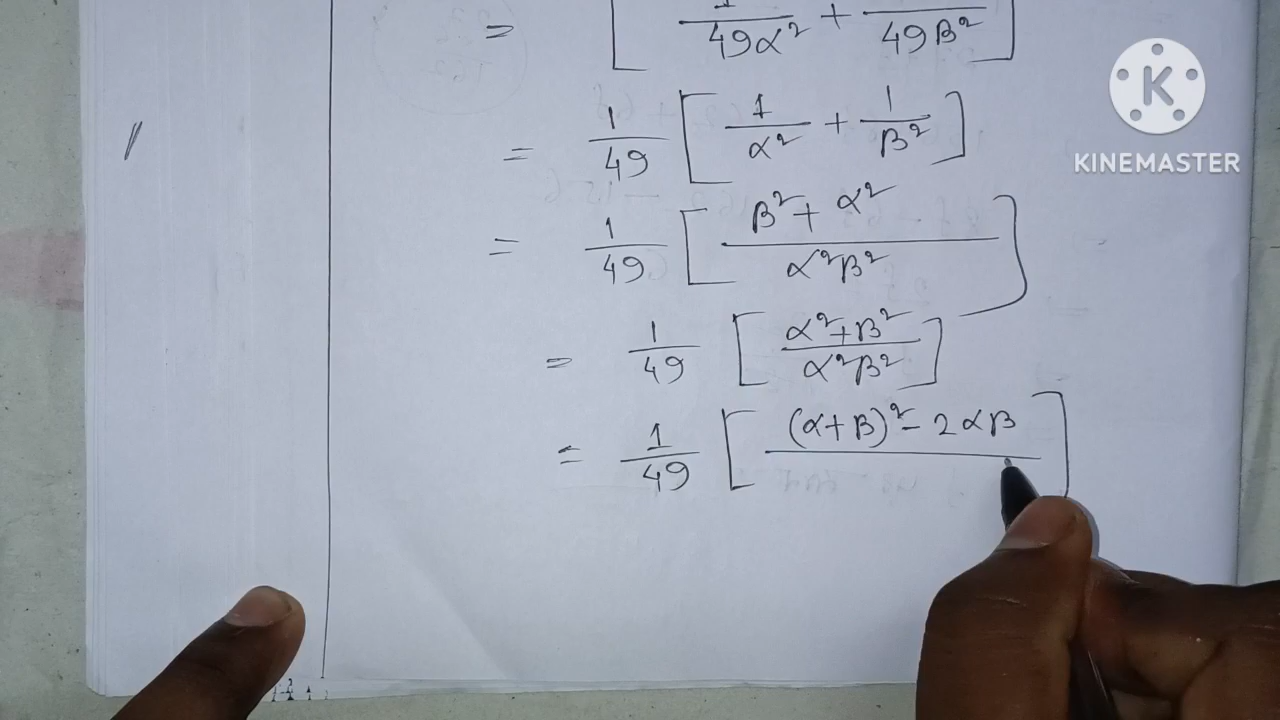 = [ 1/49α² + 1/49β² ]
= 1/49 [ 1/α² + 1/β² ]
= 1/49 [ β² + α² / α²β² ]
= 1/49 [ α²+β² / α²β² ]
= 1/49 [ (α+β)² - 2αβ / ]
KINEMASTER